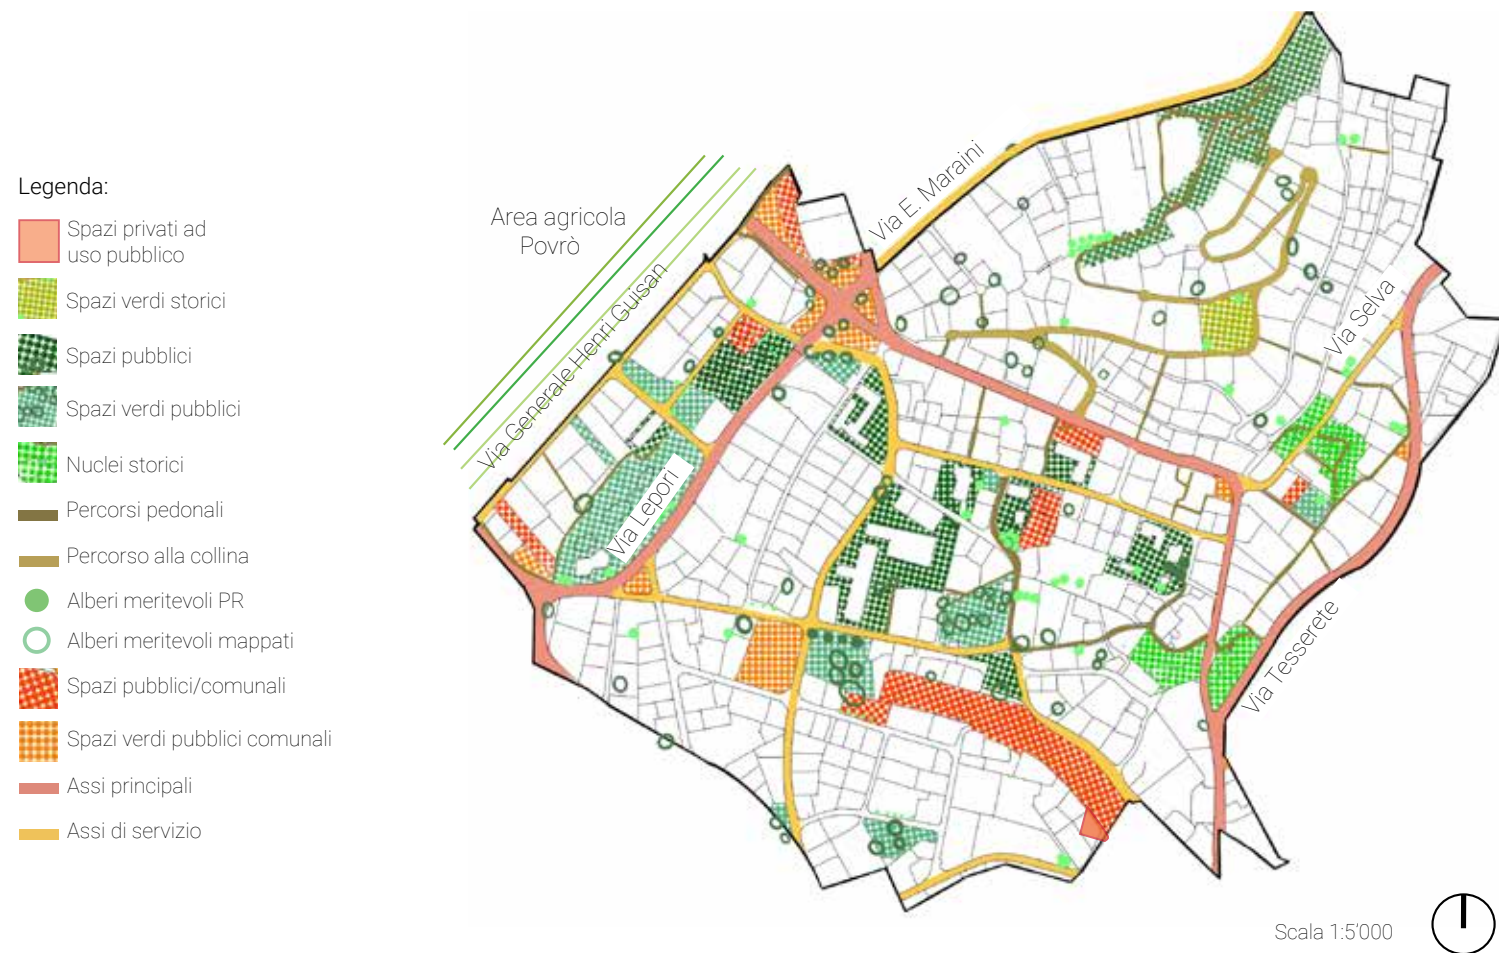 Legenda:
Spazi privati ad
uso pubblico
Spazi verdi storici
Spazi pubblici
Spazi verdi pubblici
Nuclei storici
Percorsi pedonali
Percorso alla collina
Alberi meritevoli PR
Alberi meritevoli mappati
Spazi pubblici/comunali
Spazi verdi pubblici comunali
Assi principali
Assi di servizio
Area agricola
Povrò
Via Generale Henri Guisan
Via E. Maraini
Via Selva
Via Lepori
Via Tesserete
Scala 1:5'000